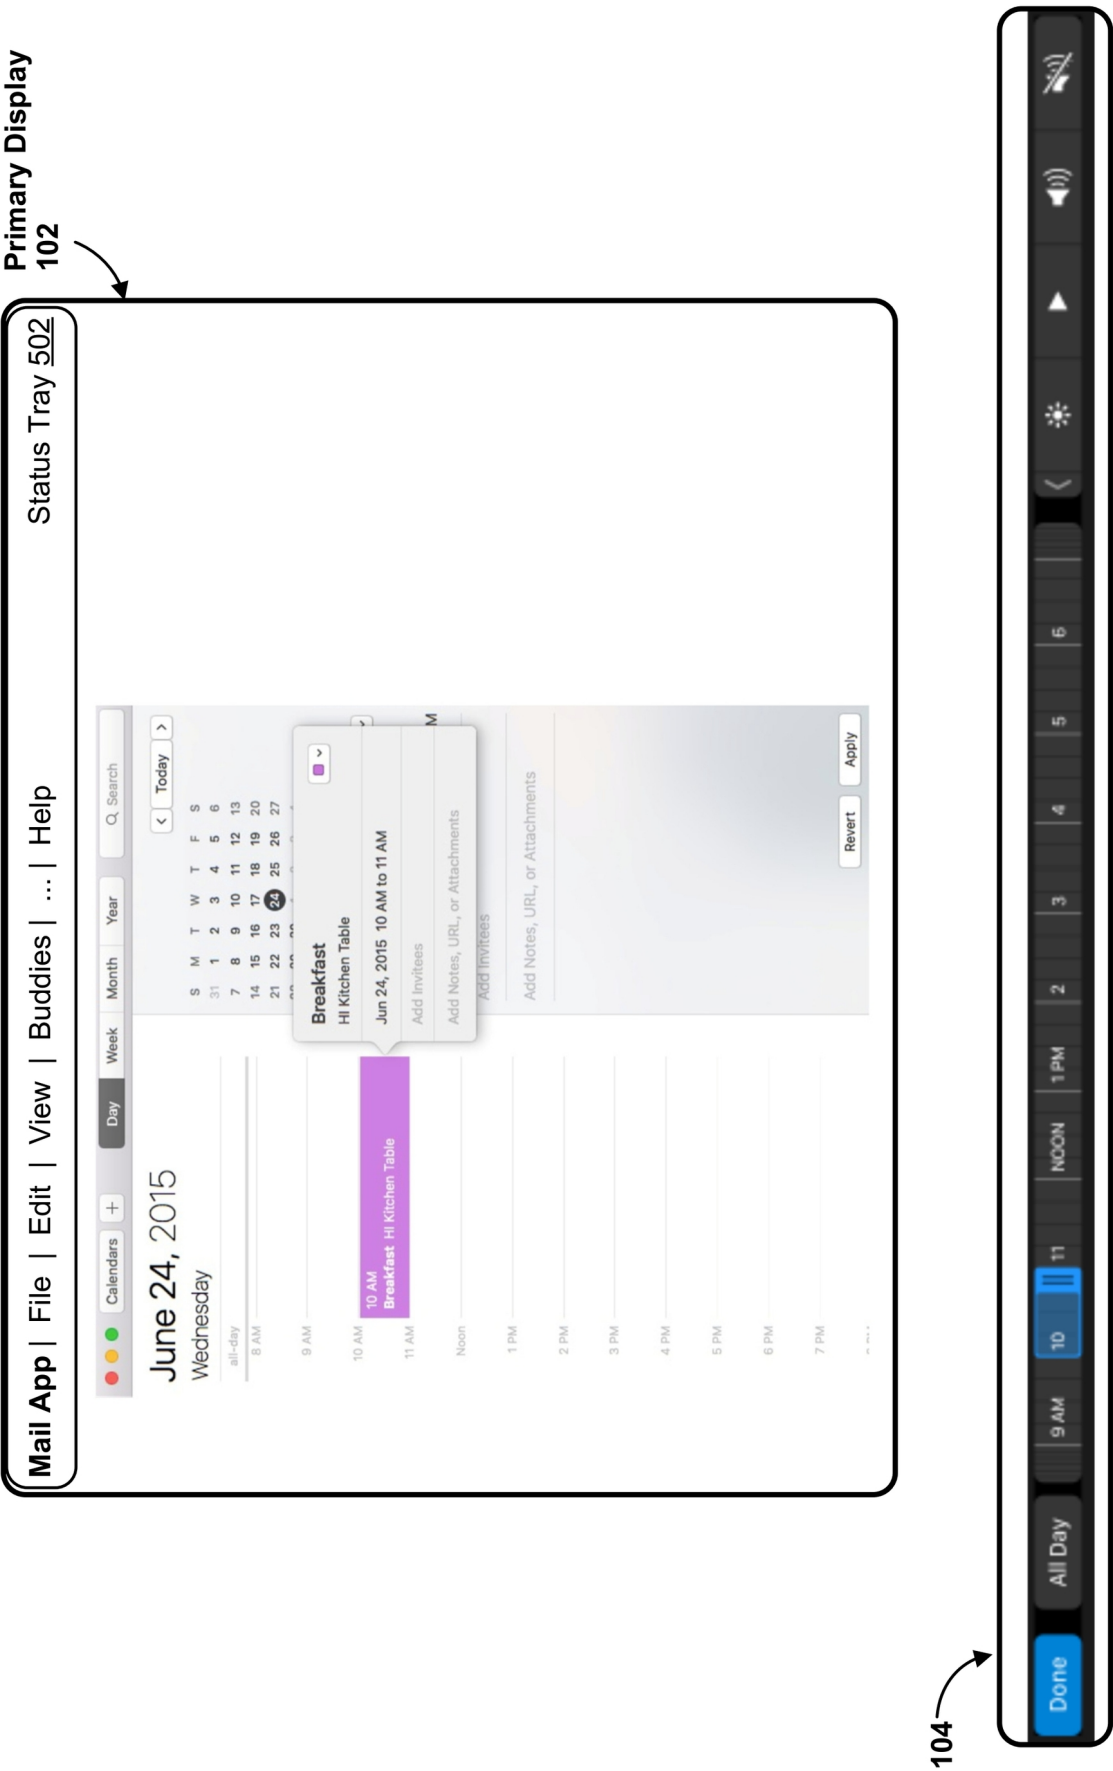 Primary Display
102
Mail App | File | Edit | View | Buddies | ... | Help
Status Tray 502
Calendars + Day Week Month Year Search
June 24, 2015
Wednesday
< Today >
S M T W T F S
31 1 2 3 4 5 6
7 8 9 10 11 12 13
14 15 16 17 18 19 20
21 22 23 24 25 26 27
all-day
8 AM
9 AM
10 AM
11 AM
Noon
1 PM
2 PM
3 PM
4 PM
5 PM
6 PM
7 PM
10 AM
Breakfast HI Kitchen Table
Breakfast
HI Kitchen Table
Jun 24, 2015 10 AM to 11 AM
Add Invitees
Add Notes, URL, or Attachments
M
Add Invitees
Add Notes, URL, or Attachments
Revert Apply
104
Done All Day 9 AM 10 11 NOON 1 PM 2 3 4 5 6